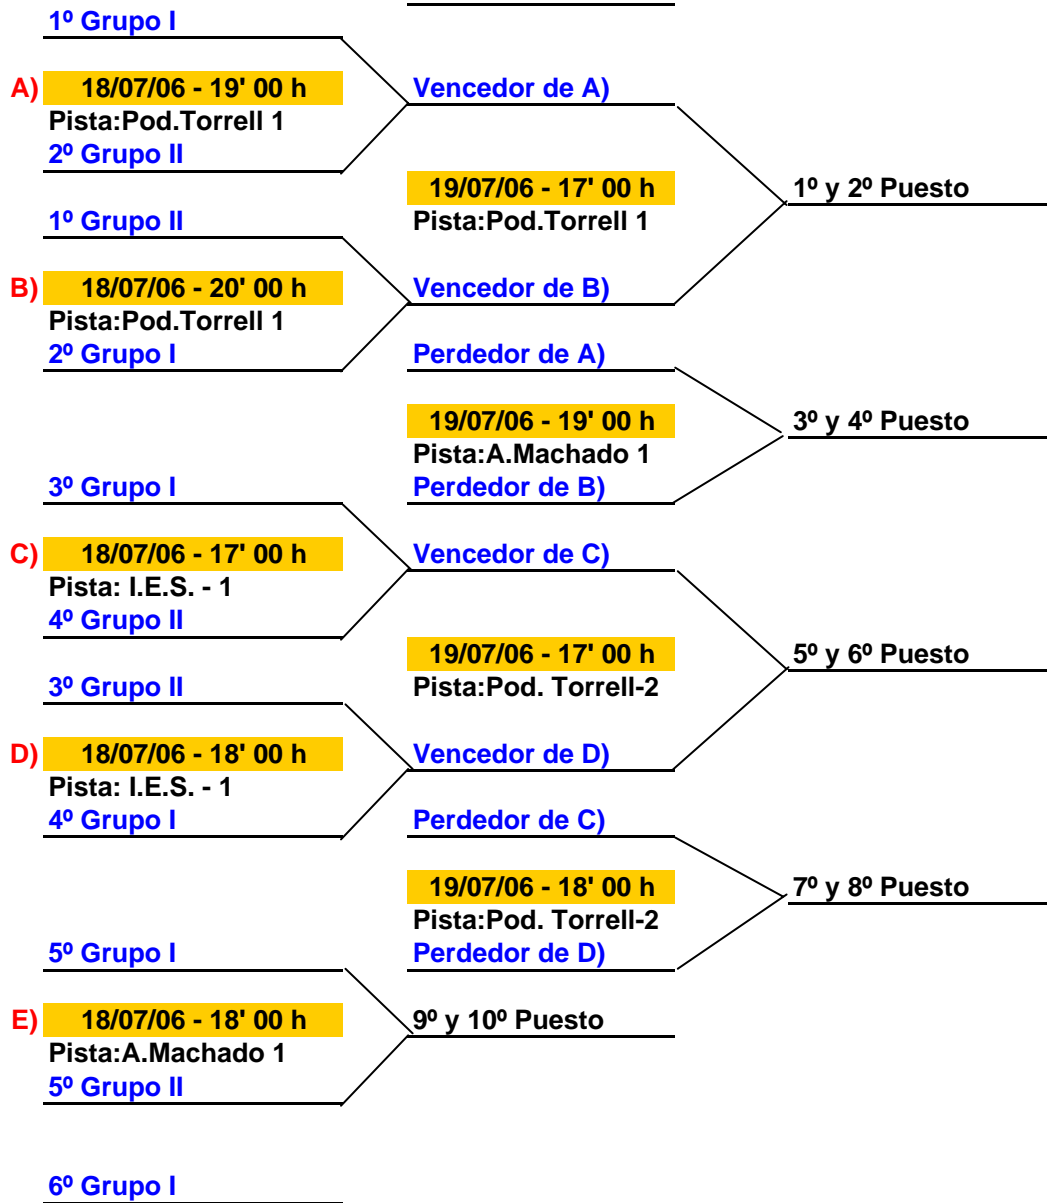 1º Grupo I
A) 18/07/06 - 19' 00 h
Vencedor de A)
Pista:Pod.Torrell 1
2º Grupo II
19/07/06 - 17' 00 h
1º y 2º Puesto
1º Grupo II
Pista:Pod.Torrell 1
B) 18/07/06 - 20' 00 h
Vencedor de B)
Pista:Pod.Torrell 1
2º Grupo I
Perdedor de A)
19/07/06 - 19' 00 h
3º y 4º Puesto
Pista:A.Machado 1
3º Grupo I
Perdedor de B)
C) 18/07/06 - 17' 00 h
Vencedor de C)
Pista: I.E.S. - 1
4º Grupo II
19/07/06 - 17' 00 h
5º y 6º Puesto
3º Grupo II
Pista:Pod. Torrell-2
D) 18/07/06 - 18' 00 h
Vencedor de D)
Pista: I.E.S. - 1
4º Grupo I
Perdedor de C)
19/07/06 - 18' 00 h
7º y 8º Puesto
Pista:Pod. Torrell-2
5º Grupo I
Perdedor de D)
E) 18/07/06 - 18' 00 h
9º y 10º Puesto
Pista:A.Machado 1
5º Grupo II
6º Grupo I